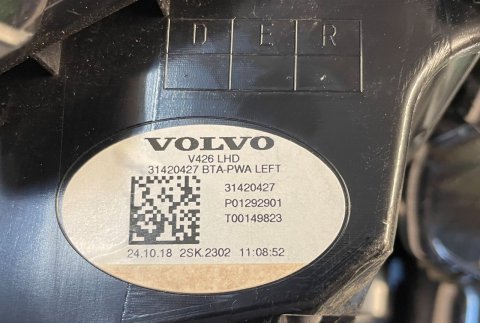 D E R
VOLVO
V426 LHD
31420427 BTA-PWA LEFT
31420427
P01292901
T00149823
24.10.18 2SK.2302 11:08:52